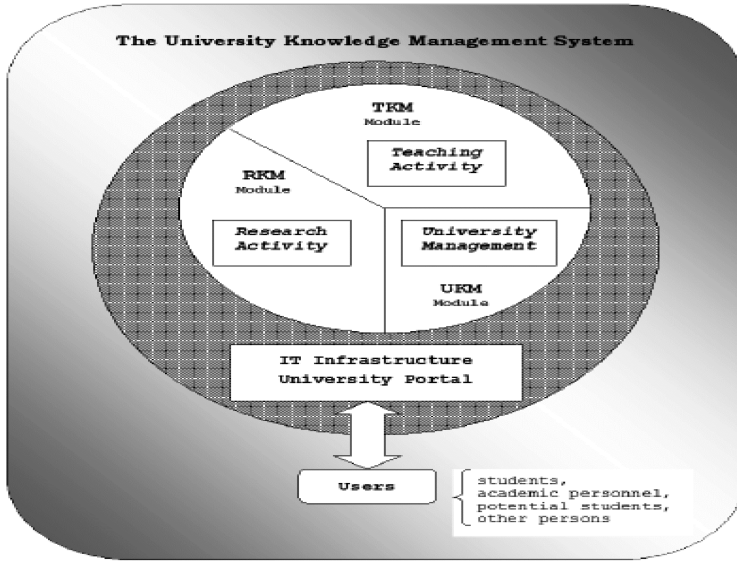 The University Knowledge Management System
TKM
Module
Teaching
Activity
RKM
Module
Research
Activity
University
Management
UKM
Module
IT Infrastructure
University Portal
Users
students,
academic personnel,
potential students,
other persons